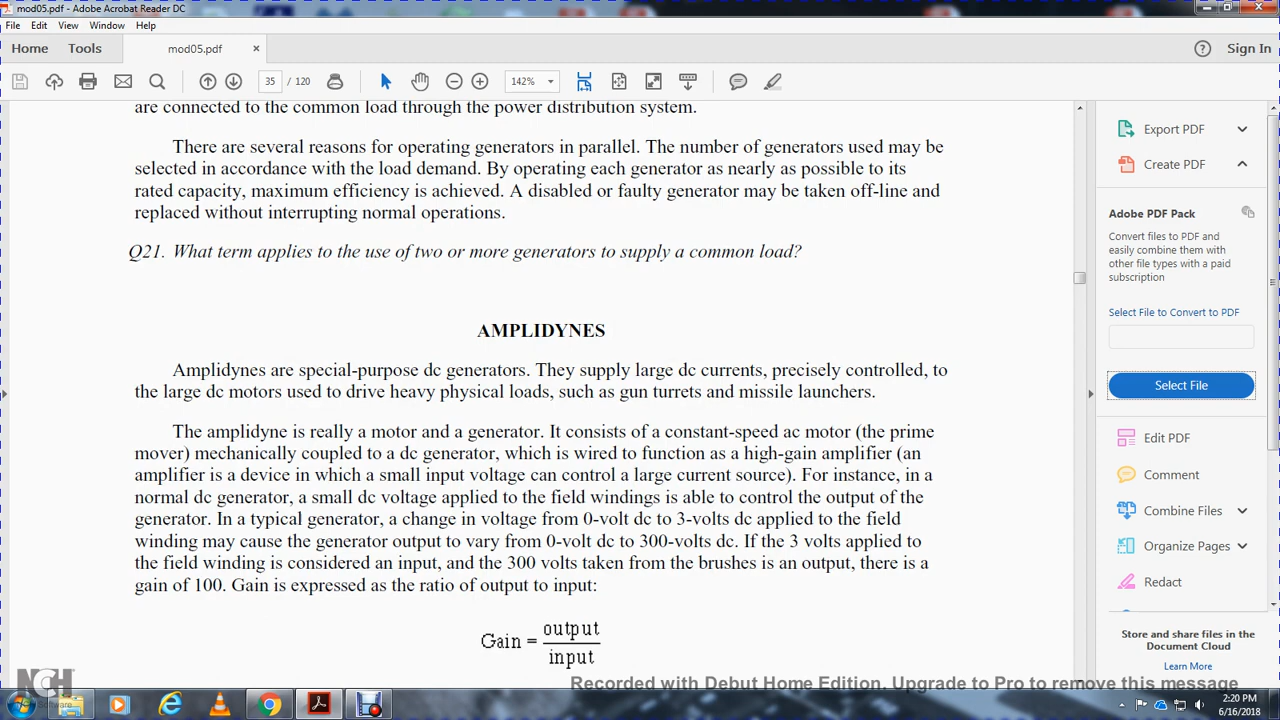 mod05.pdf - Adobe Acrobat Reader DC
File Edit View Window Help
Home Tools mod05.pdf × Sign In
35 / 120 142%
are connected to the common load through the power distribution system.
There are several reasons for operating generators in parallel. The number of generators used may be
selected in accordance with the load demand. By operating each generator as nearly as possible to its
rated capacity, maximum efficiency is achieved. A disabled or faulty generator may be taken off-line and
replaced without interrupting normal operations.
Q21. What term applies to the use of two or more generators to supply a common load?
AMPLIDYNES
Amplidynes are special-purpose dc generators. They supply large dc currents, precisely controlled, to
the large dc motors used to drive heavy physical loads, such as gun turrets and missile launchers.
The amplidyne is really a motor and a generator. It consists of a constant-speed ac motor (the prime
mover) mechanically coupled to a dc generator, which is wired to function as a high-gain amplifier (an
amplifier is a device in which a small input voltage can control a large current source). For instance, in a
normal dc generator, a small dc voltage applied to the field windings is able to control the output of the
generator. In a typical generator, a change in voltage from 0-volt dc to 3-volts dc applied to the field
winding may cause the generator output to vary from 0-volt dc to 300-volts dc. If the 3 volts applied to
the field winding is considered an input, and the 300 volts taken from the brushes is an output, there is a
gain of 100. Gain is expressed as the ratio of output to input:
Gain = output
input
Export PDF
Create PDF
Adobe PDF Pack
Convert files to PDF and
easily combine them with
other file types with a paid
subscription
Select File to Convert to PDF
Select File
Edit PDF
Comment
Combine Files
Organize Pages
Redact
Store and share files in the
Document Cloud
Learn More
NCH
Software
Recorded with Debut Home Edition. Upgrade to Pro to remove this message
2:20 PM
6/16/2018